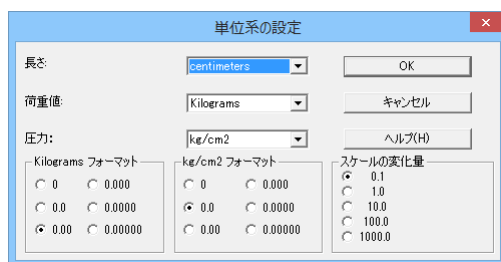 単位系の設定
長さ: centimeters OK
荷重値: Kilograms キャンセル
圧力: kg/cm2 ヘルプ(H)
Kilograms フォーマット kg/cm2 フォーマット スケールの変化量
0 0.000 0 0.000 0.1
0.0 0.0000 0.0 0.0000 1.0
0.00 0.00000 0.00 0.00000 10.0
100.0
1000.0